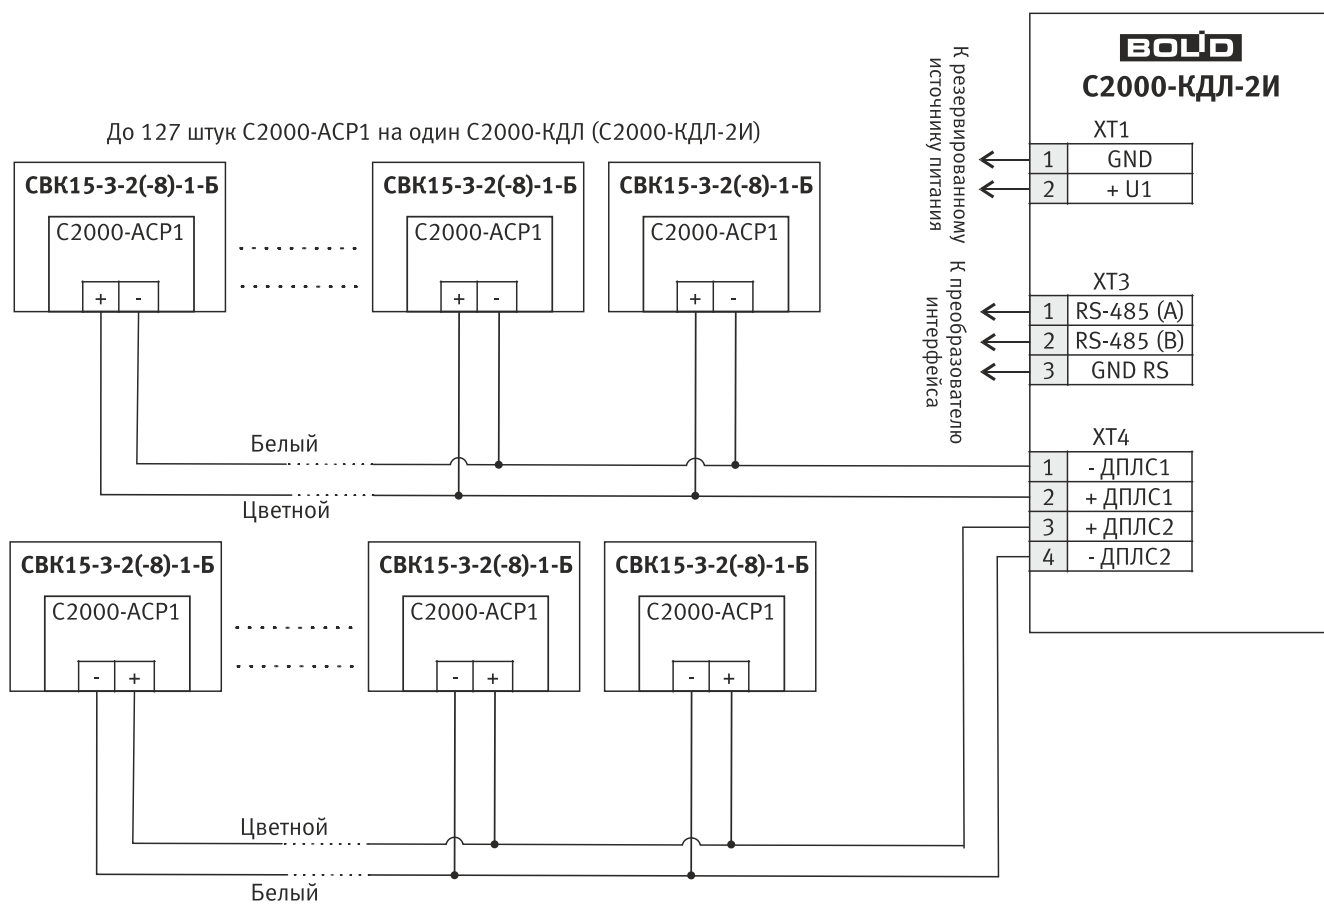 BOLID
С2000-КДЛ-2И
К резервированному
источнику питания
XT1
1 GND
2 + U1
До 127 штук С2000-АСР1 на один С2000-КДЛ (С2000-КДЛ-2И)
СВК15-3-2(-8)-1-Б
С2000-АСР1
+ -
СВК15-3-2(-8)-1-Б
С2000-АСР1
+ -
СВК15-3-2(-8)-1-Б
С2000-АСР1
+ -
К преобразователю
интерфейса
XT3
1 RS-485 (A)
2 RS-485 (B)
3 GND RS
Белый
Цветной
XT4
1 - ДПЛС1
2 + ДПЛС1
3 + ДПЛС2
4 - ДПЛС2
СВК15-3-2(-8)-1-Б
С2000-АСР1
- +
СВК15-3-2(-8)-1-Б
С2000-АСР1
- +
СВК15-3-2(-8)-1-Б
С2000-АСР1
- +
Цветной
Белый